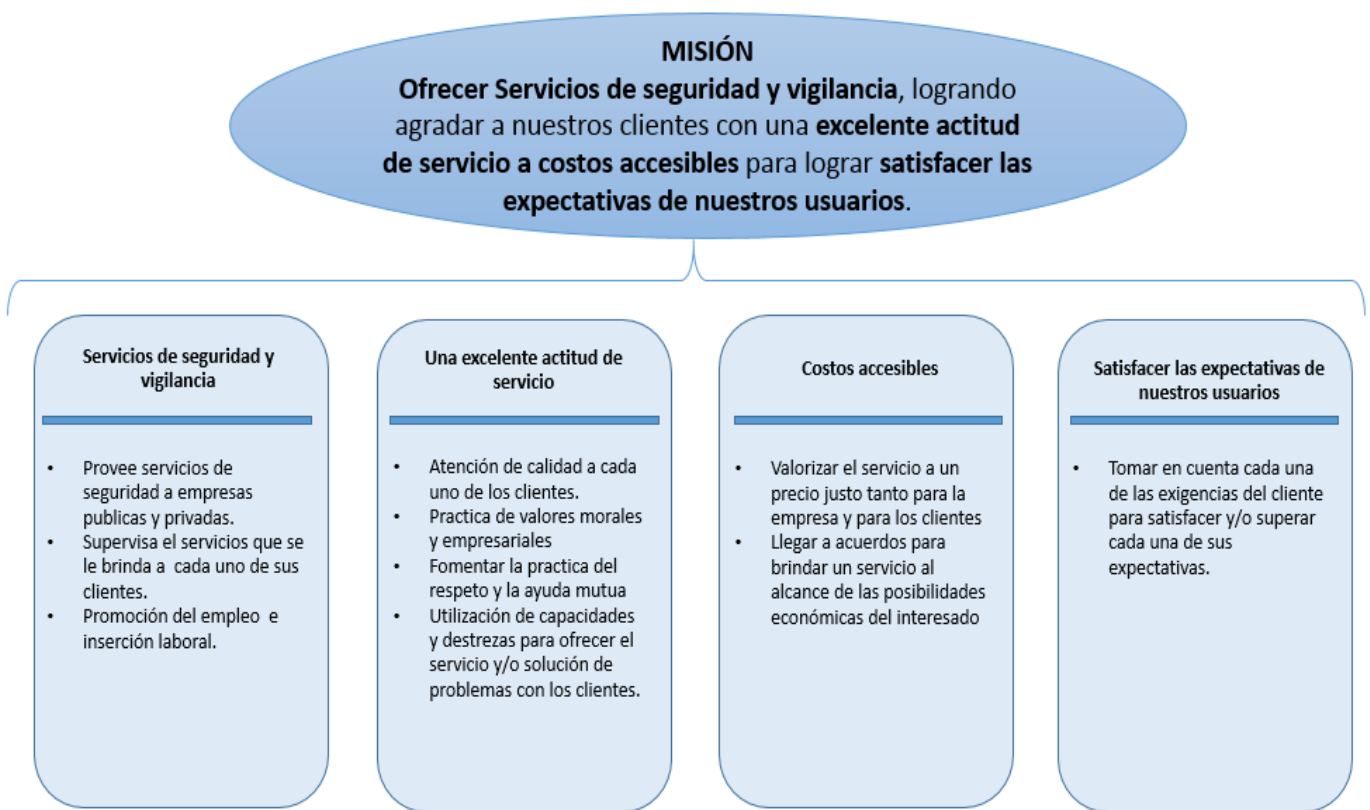 MISIÓN
Ofrecer Servicios de seguridad y vigilancia, logrando
agradar a nuestros clientes con una excelente actitud
de servicio a costos accesibles para lograr satisfacer las
expectativas de nuestros usuarios.
Servicios de seguridad y
vigilancia
• Provee servicios de
seguridad a empresas
publicas y privadas.
• Supervisa el servicios que se
le brinda a cada uno de sus
clientes.
• Promoción del empleo e
inserción laboral.
Una excelente actitud de
servicio
• Atención de calidad a cada
uno de los clientes.
• Practica de valores morales
y empresariales
• Fomentar la practica del
respeto y la ayuda mutua
• Utilización de capacidades
y destrezas para ofrecer el
servicio y/o solución de
problemas con los clientes.
Costos accesibles
• Valorizar el servicio a un
precio justo tanto para la
empresa y para los clientes
• Llegar a acuerdos para
brindar un servicio al
alcance de las posibilidades
económicas del interesado
Satisfacer las expectativas de
nuestros usuarios
• Tomar en cuenta cada una
de las exigencias del cliente
para satisfacer y/o superar
cada una de sus
expectativas.